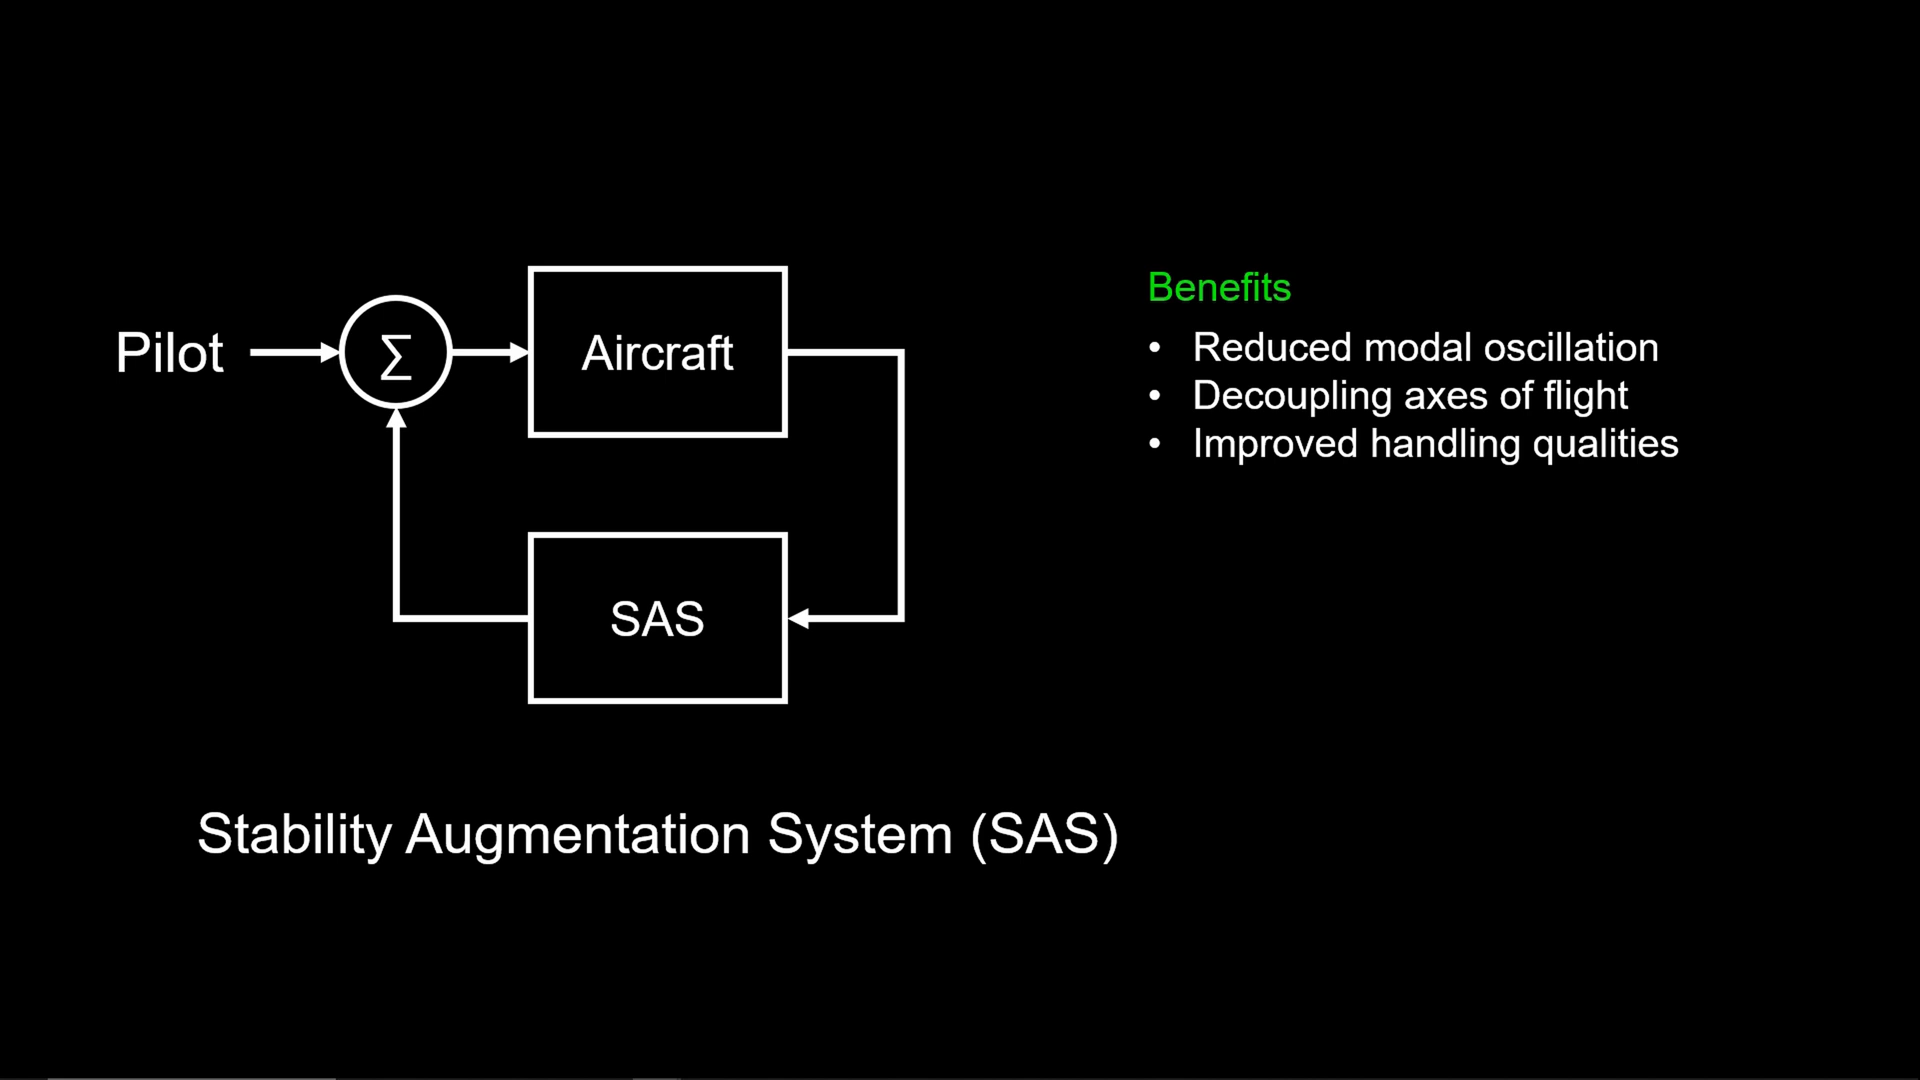 Pilot
Σ
Aircraft
SAS
Stability Augmentation System (SAS)
Benefits
• Reduced modal oscillation
• Decoupling axes of flight
• Improved handling qualities